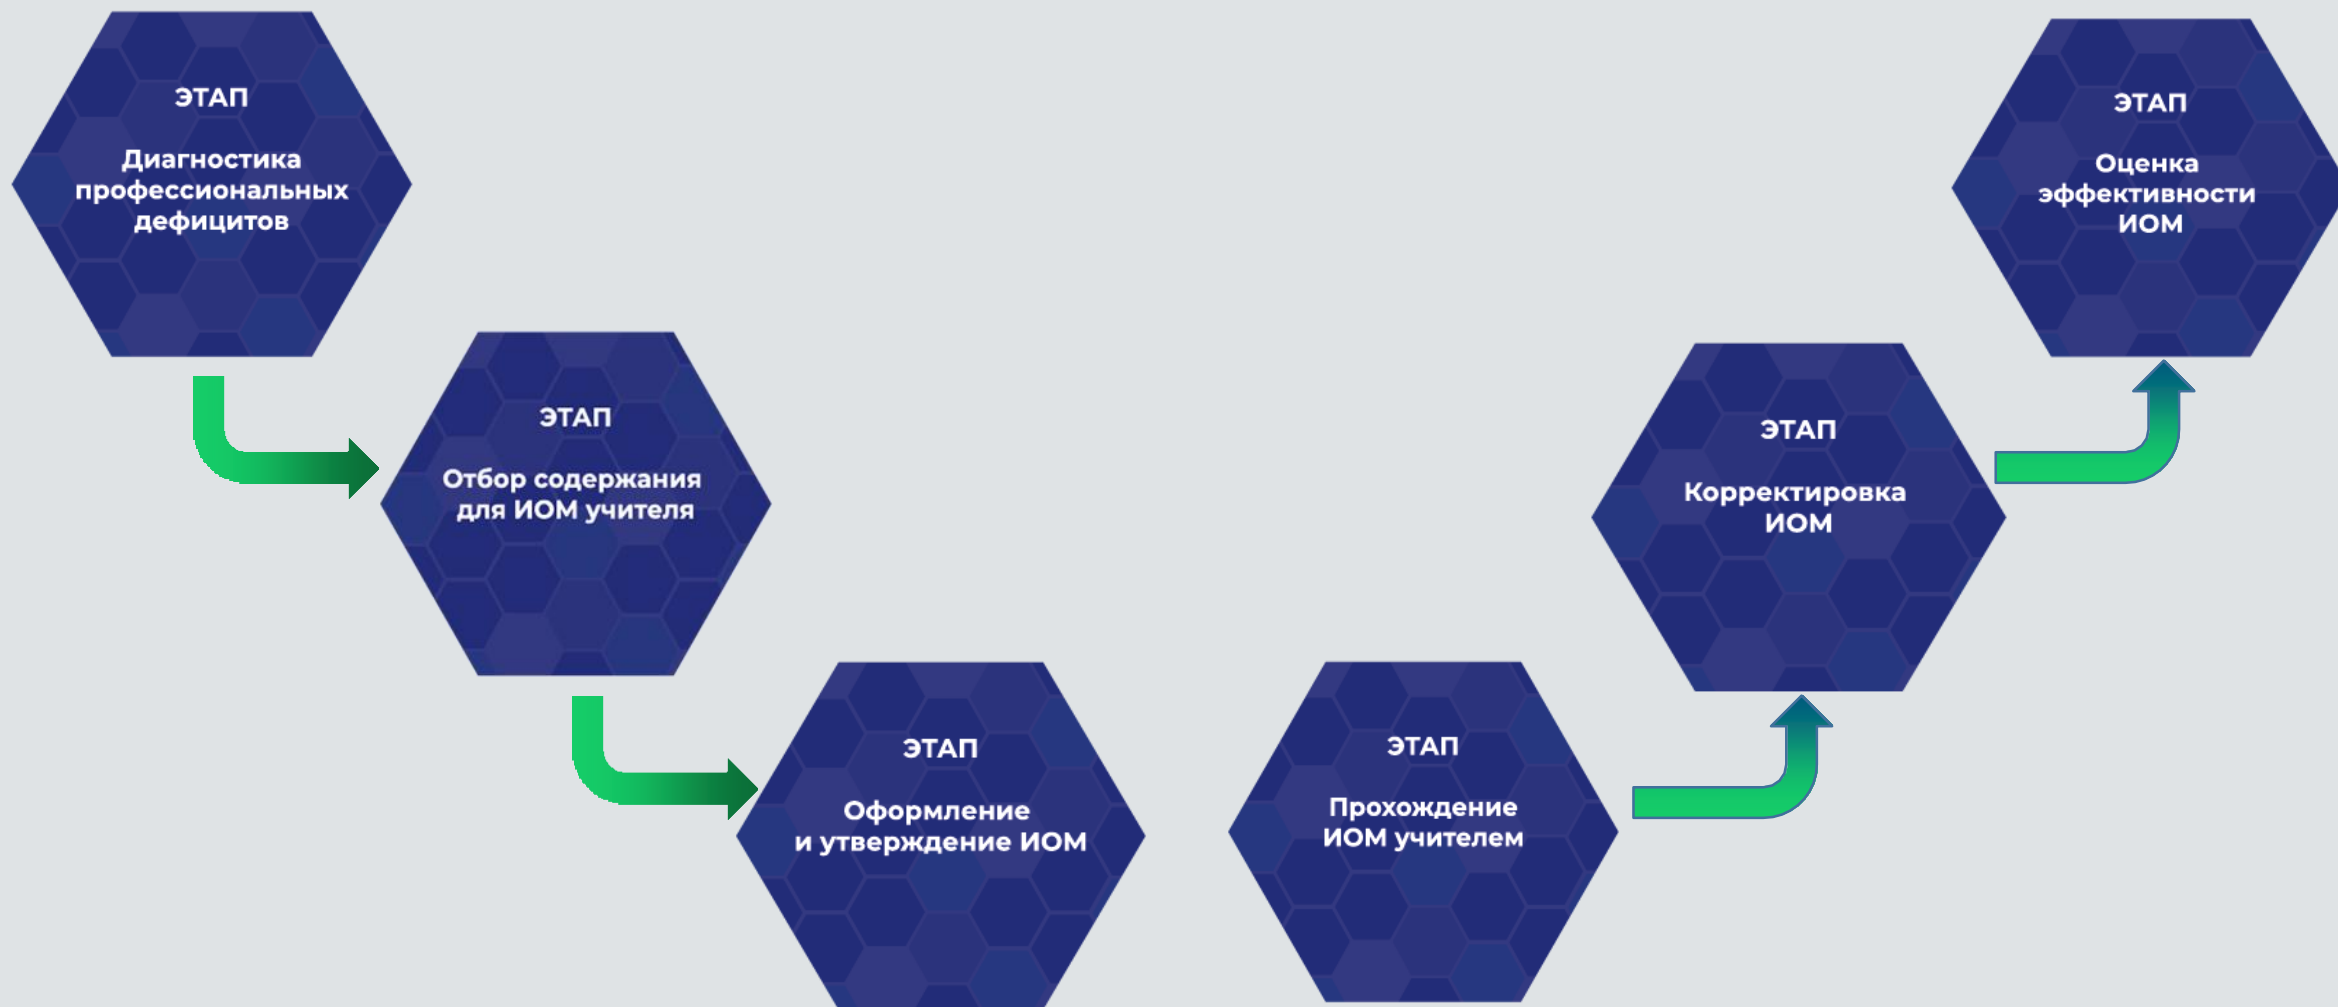 ЭТАП
Диагностика
профессиональных
дефицитов
ЭТАП
Отбор содержания
для ИОМ учителя
ЭТАП
Оформление
и утверждение ИОМ
ЭТАП
Прохождение
ИОМ учителем
ЭТАП
Корректировка
ИОМ
ЭТАП
Оценка
эффективности
ИОМ